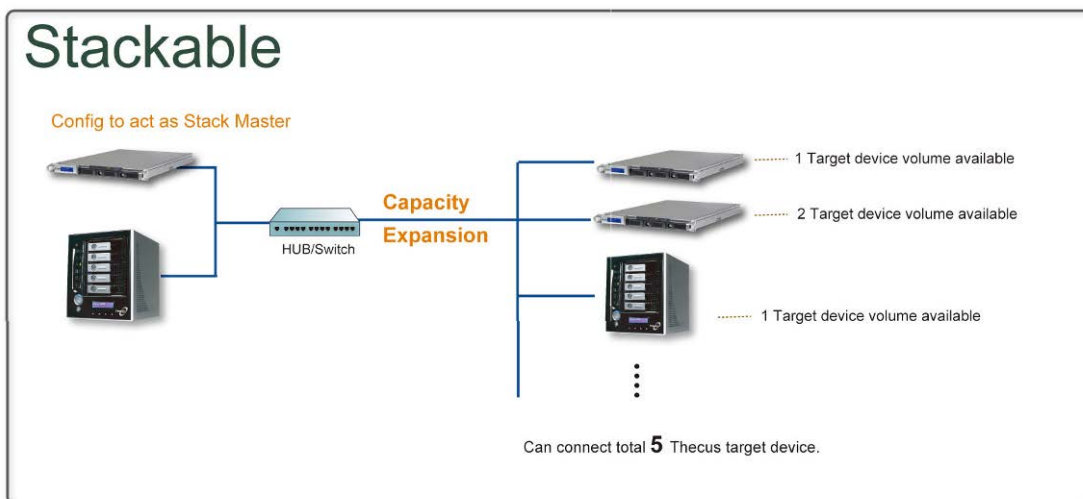 Stackable
Config to act as Stack Master
1 Target device volume available
Capacity
Expansion
2 Target device volume available
HUB/Switch
1 Target device volume available
Can connect total 5 Thecus target device.